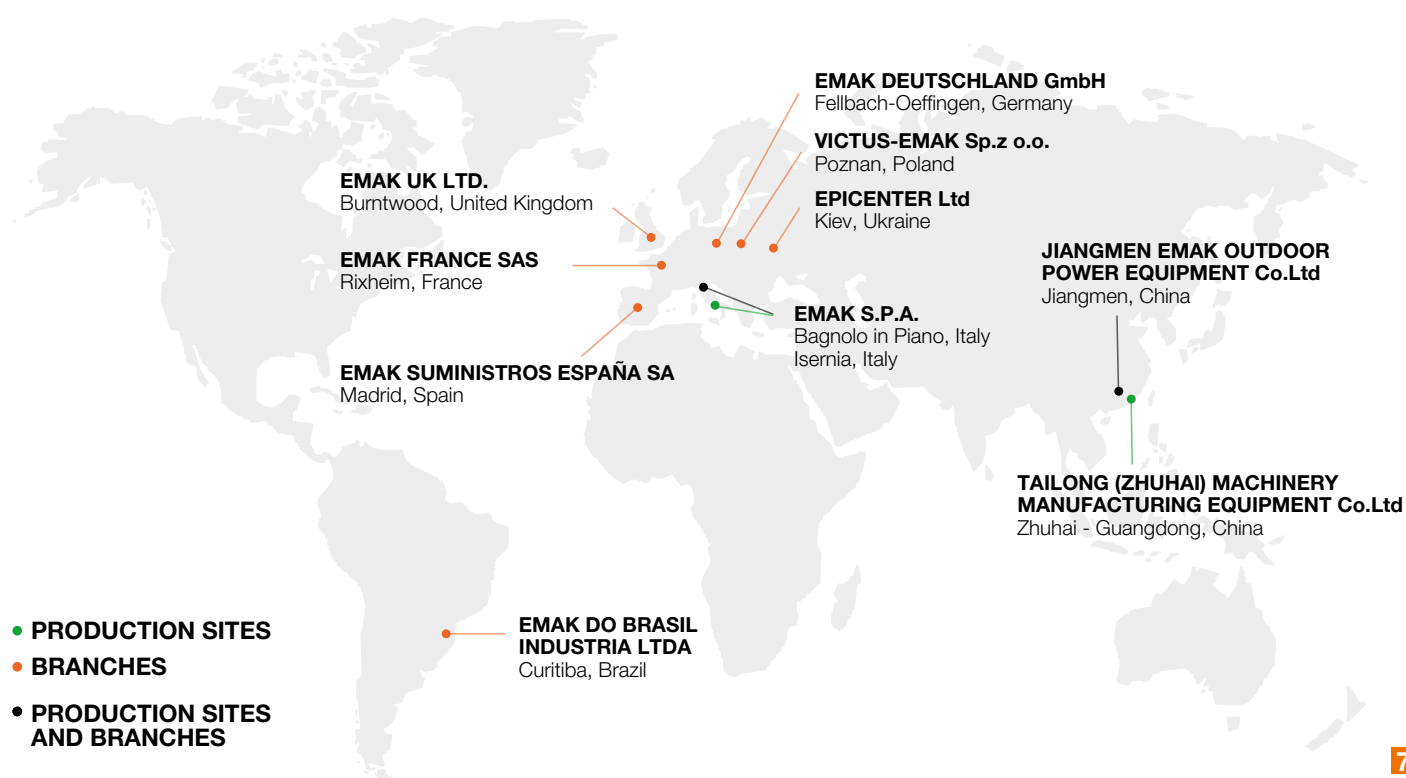 EMAK DEUTSCHLAND GmbH
Fellbach-Oeffingen, Germany
VICTUS-EMAK Sp.z o.o.
Poznan, Poland
EMAK UK LTD.
Burntwood, United Kingdom
EPICENTER Ltd
Kiev, Ukraine
EMAK FRANCE SAS
Rixheim, France
JIANGMEN EMAK OUTDOOR
POWER EQUIPMENT Co.Ltd
Jiangmen, China
EMAK S.P.A.
Bagnolo in Piano, Italy
Isernia, Italy
EMAK SUMINISTROS ESPAÑA SA
Madrid, Spain
TAILONG (ZHUHAI) MACHINERY
MANUFACTURING EQUIPMENT Co.Ltd
Zhuhai - Guangdong, China
EMAK DO BRASIL
INDUSTRIA LTDA
Curitiba, Brazil
PRODUCTION SITES
BRANCHES
PRODUCTION SITES
AND BRANCHES
7